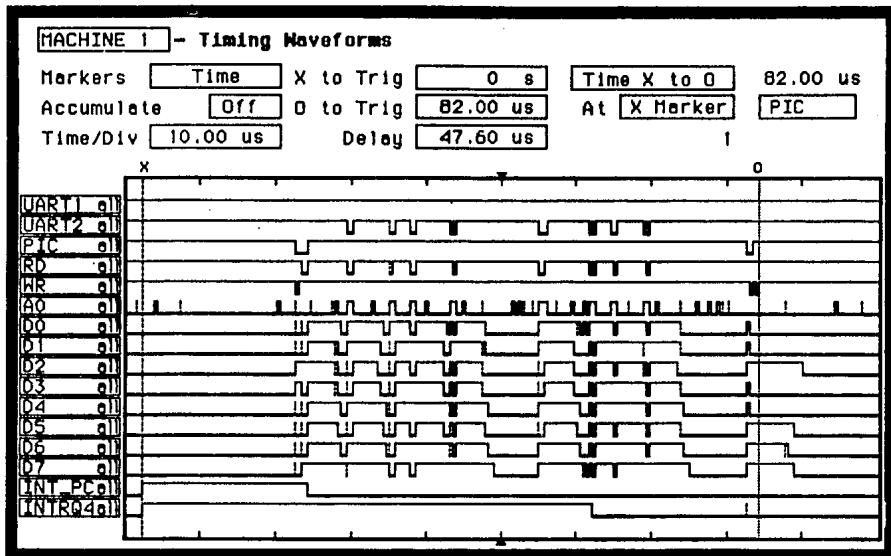 MACHINE 1 - Timing Waveforms
Markers Time X to Trig 0 s Time X to O 82.00 us
Accumulate Off O to Trig 82.00 us At X Marker PIC
Time/Div 10.00 us Delay 47.60 us
X O
UART1 all
UART2 all
PIC all
RD all
WR all
A0 all
D0 all
D1 all
D2 all
D3 all
D4 all
D5 all
D6 all
D7 all
INT_PC all
INTRQ4 all